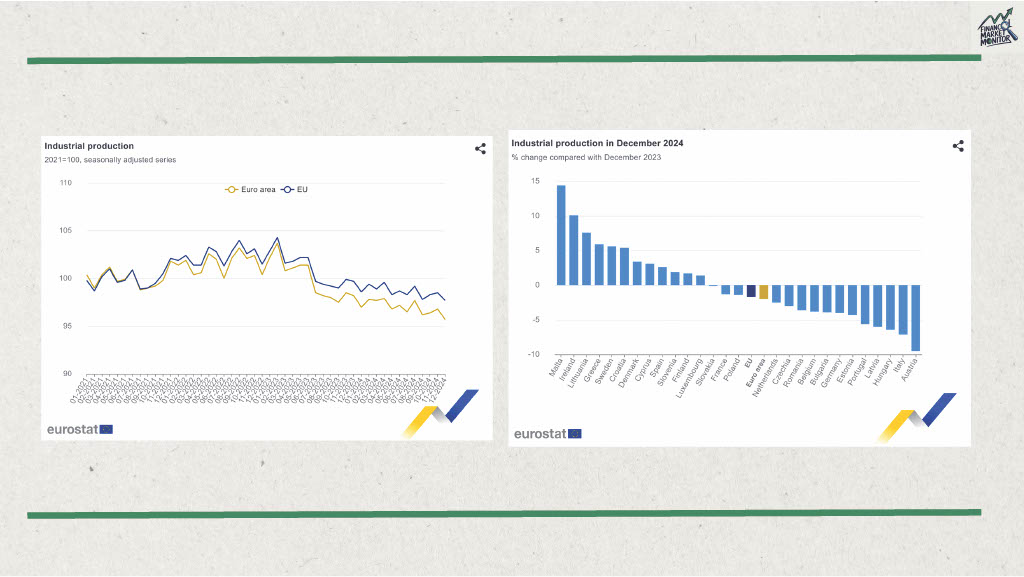 FINANCIAL
MARKET
MONITOR
Industrial production
2021=100, seasonally adjusted series
110
Euro area
EU
105
100
95
90
01-2021
12-2024
eurostat
Industrial production in December 2024
% change compared with December 2023
15
10
5
0
-5
-10
Malta
Ireland
Lithuania
Greece
Sweden
Croatia
Denmark
Cyprus
Spain
Slovenia
Finland
Luxembourg
Slovakia
France
Poland
EU
Euro area
Netherlands
Czechia
Romania
Belgium
Bulgaria
Germany
Estonia
Portugal
Latvia
Hungary
Italy
Austria
eurostat